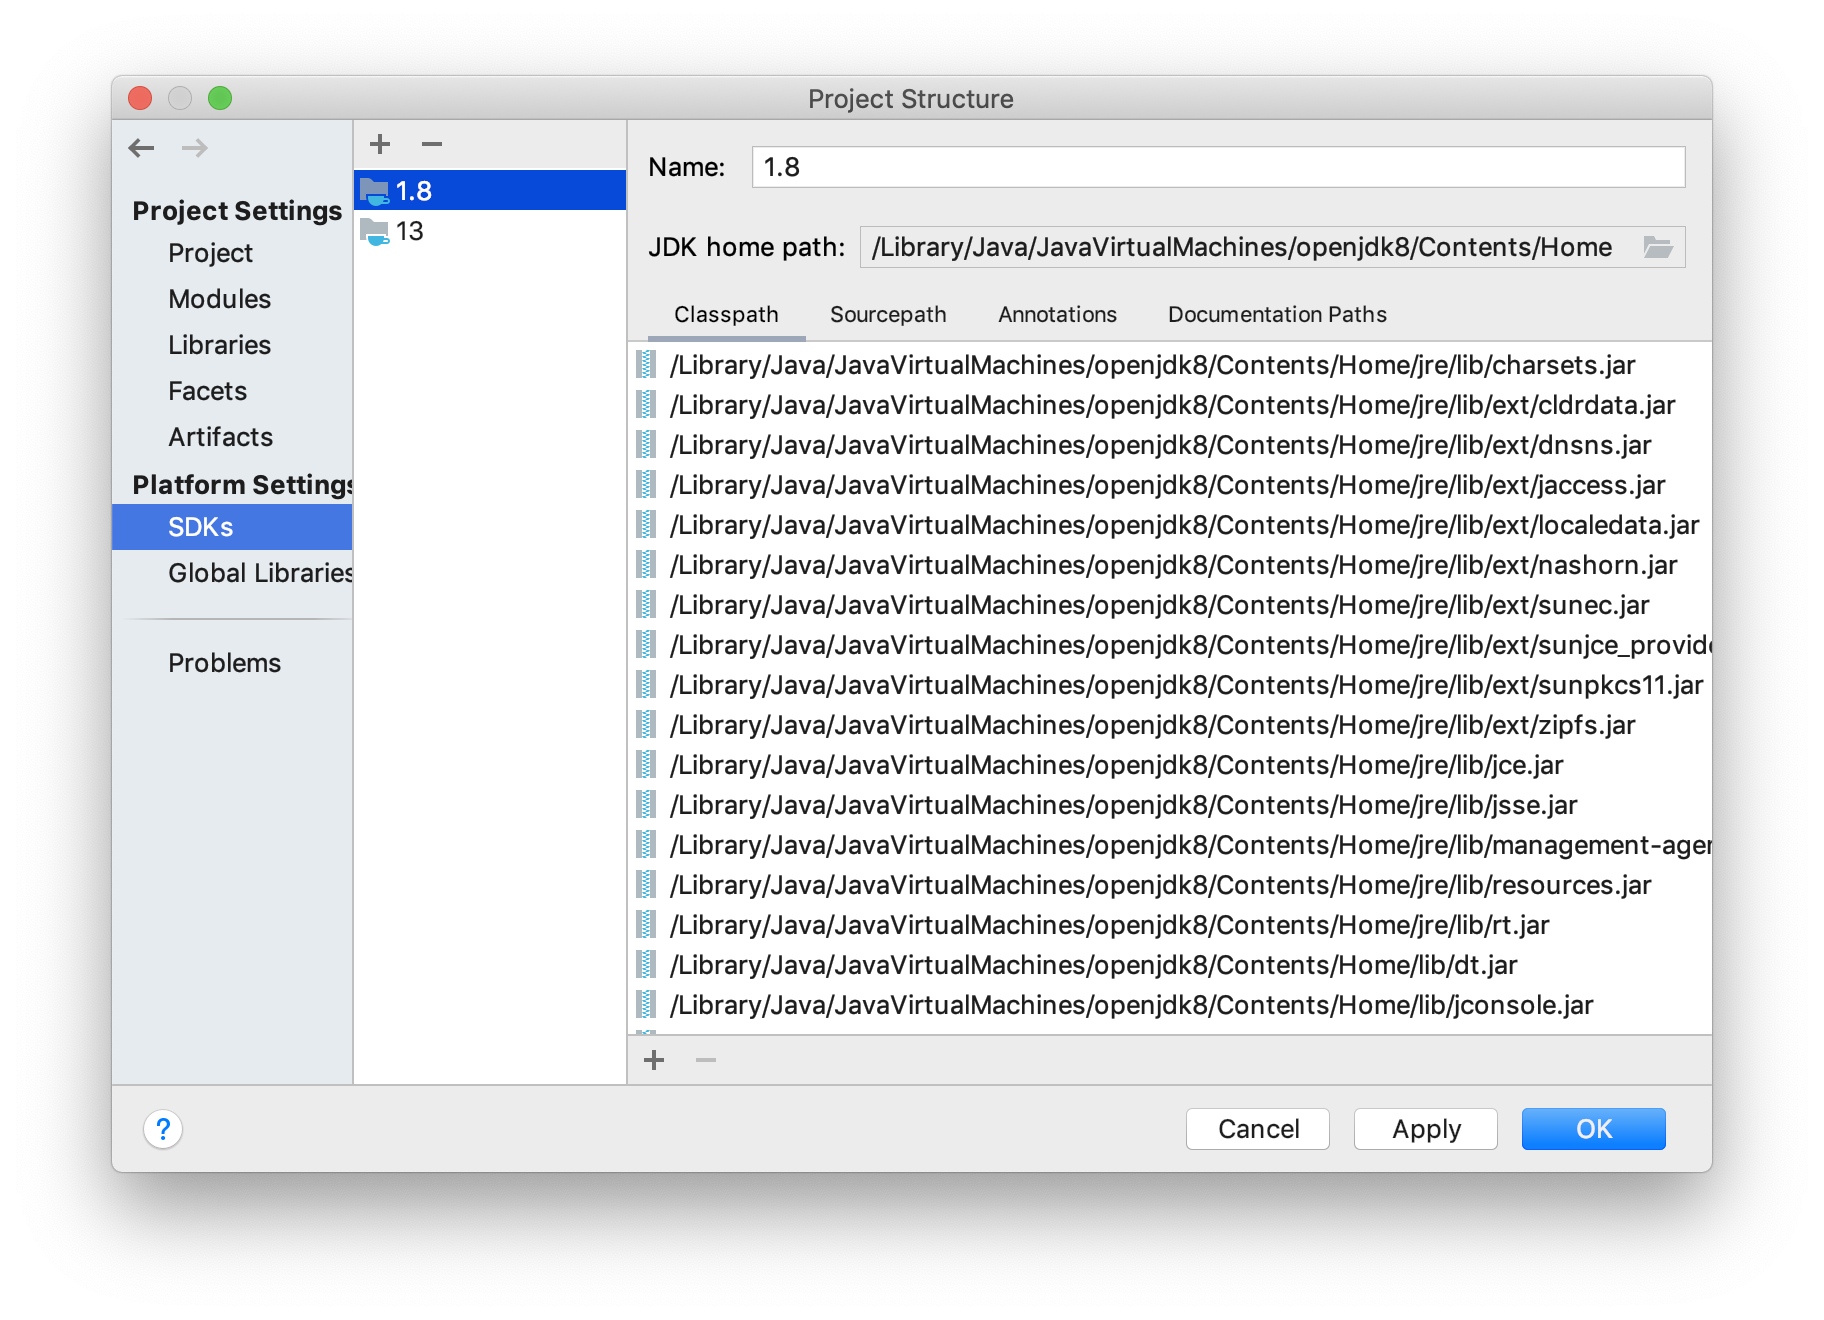 Project Structure
Project Settings
Project
Modules
Libraries
Facets
Artifacts
Platform Settings
SDKs
Global Libraries
Problems
1.8
13
Name: 1.8
JDK home path: /Library/Java/JavaVirtualMachines/openjdk8/Contents/Home
Classpath Sourcepath Annotations Documentation Paths
/Library/Java/JavaVirtualMachines/openjdk8/Contents/Home/jre/lib/charsets.jar
/Library/Java/JavaVirtualMachines/openjdk8/Contents/Home/jre/lib/ext/cldrdata.jar
/Library/Java/JavaVirtualMachines/openjdk8/Contents/Home/jre/lib/ext/dnsns.jar
/Library/Java/JavaVirtualMachines/openjdk8/Contents/Home/jre/lib/ext/jaccess.jar
/Library/Java/JavaVirtualMachines/openjdk8/Contents/Home/jre/lib/ext/localedata.jar
/Library/Java/JavaVirtualMachines/openjdk8/Contents/Home/jre/lib/ext/nashorn.jar
/Library/Java/JavaVirtualMachines/openjdk8/Contents/Home/jre/lib/ext/sunec.jar
/Library/Java/JavaVirtualMachines/openjdk8/Contents/Home/jre/lib/ext/sunjce_provide
/Library/Java/JavaVirtualMachines/openjdk8/Contents/Home/jre/lib/ext/sunpkcs11.jar
/Library/Java/JavaVirtualMachines/openjdk8/Contents/Home/jre/lib/ext/zipfs.jar
/Library/Java/JavaVirtualMachines/openjdk8/Contents/Home/jre/lib/jce.jar
/Library/Java/JavaVirtualMachines/openjdk8/Contents/Home/jre/lib/jsse.jar
/Library/Java/JavaVirtualMachines/openjdk8/Contents/Home/jre/lib/management-ager
/Library/Java/JavaVirtualMachines/openjdk8/Contents/Home/jre/lib/resources.jar
/Library/Java/JavaVirtualMachines/openjdk8/Contents/Home/jre/lib/rt.jar
/Library/Java/JavaVirtualMachines/openjdk8/Contents/Home/lib/dt.jar
/Library/Java/JavaVirtualMachines/openjdk8/Contents/Home/lib/jconsole.jar
? Cancel Apply OK